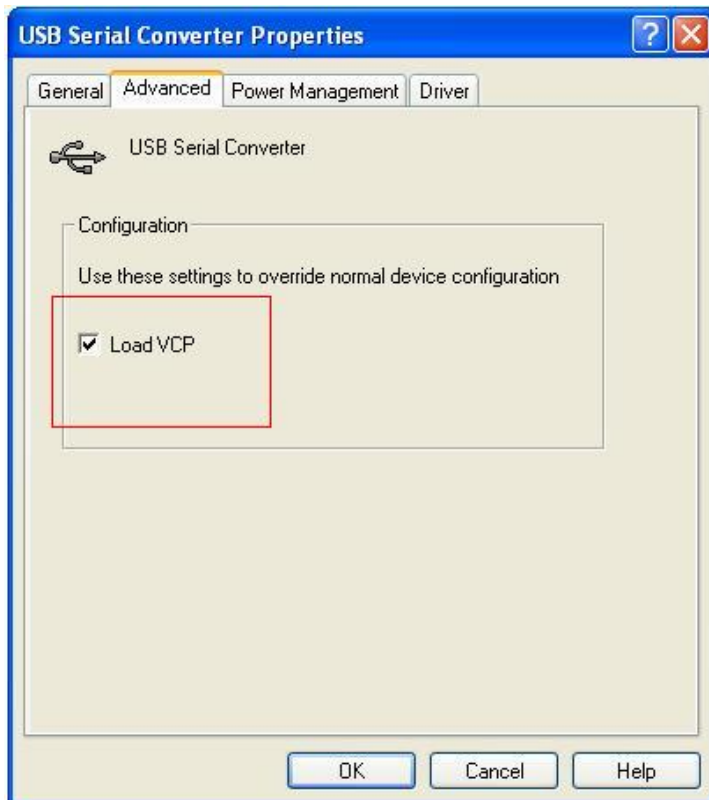 USB Serial Converter Properties
General Advanced Power Management Driver
USB Serial Converter
Configuration
Use these settings to override normal device configuration
Load VCP
OK Cancel Help